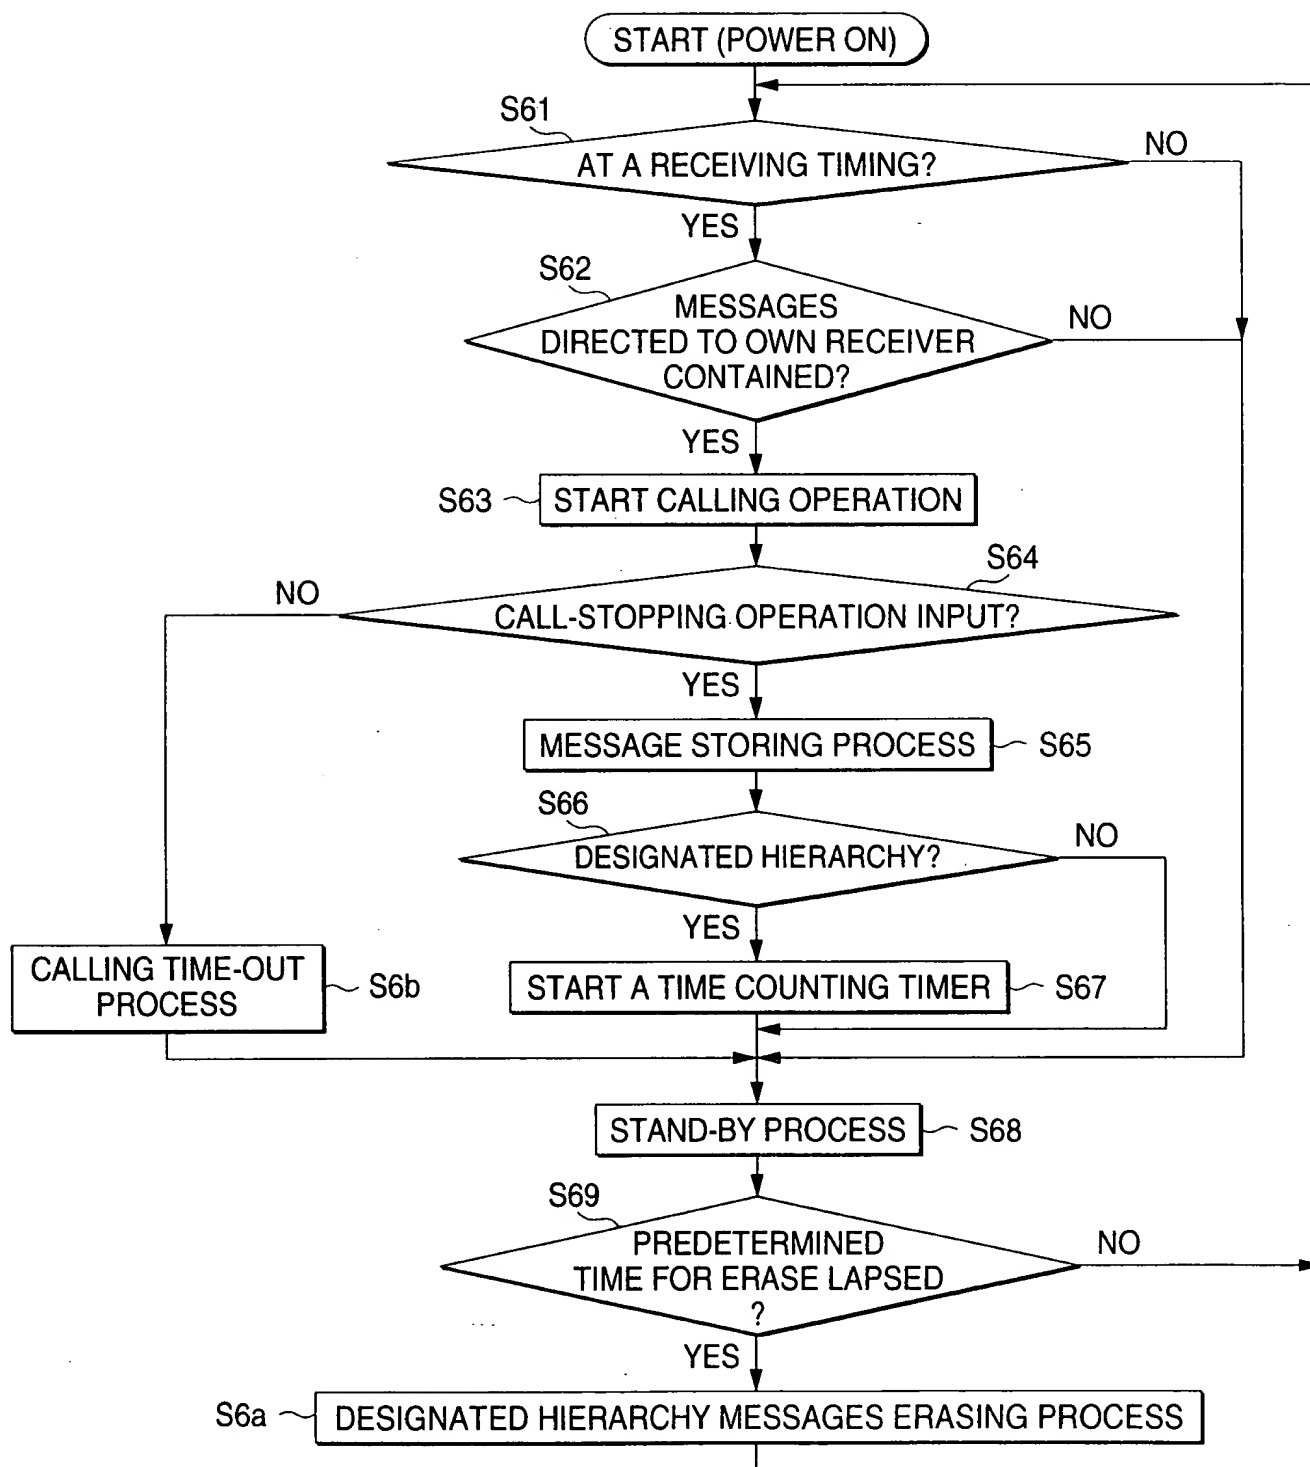 START (POWER ON)
S61
AT A RECEIVING TIMING?
NO
YES
S62
MESSAGES
DIRECTED TO OWN RECEIVER
CONTAINED?
NO
YES
S63
START CALLING OPERATION
S64
NO
CALL-STOPPING OPERATION INPUT?
YES
MESSAGE STORING PROCESS
S65
S66
DESIGNATED HIERARCHY?
NO
YES
CALLING TIME-OUT
PROCESS
S6b
START A TIME COUNTING TIMER
S67
STAND-BY PROCESS
S68
S69
PREDETERMINED
TIME FOR ERASE LAPSED
?
NO
YES
S6a
DESIGNATED HIERARCHY MESSAGES ERASING PROCESS